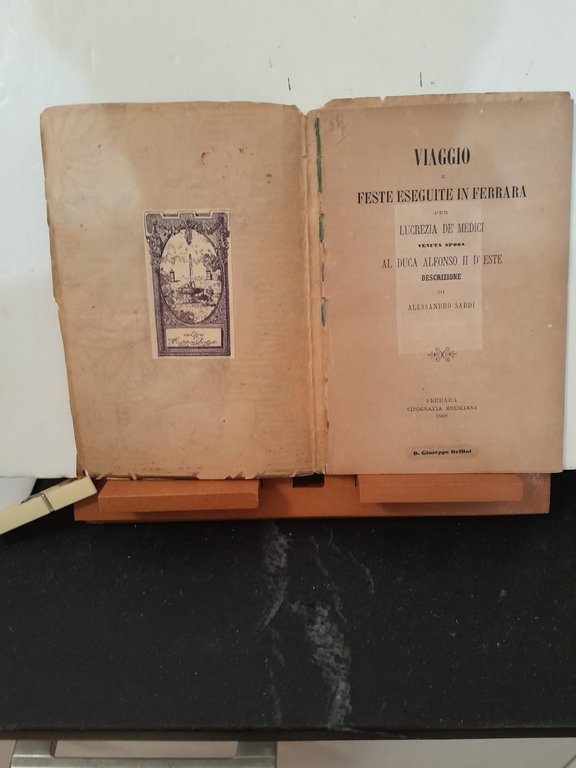 VIAGGIO
E
FESTE ESEGUITE IN FERRARA
PER
LUCREZIA DE' MEDICI
VENUTA SPOSA
AL DUCA ALFONSO II D'ESTE
DESCRIZIONE
DI
ALESSANDRO SARDI
FERRARA
TIPOGRAFIA BRESCIANI
1868
D. Giuseppe Bellini